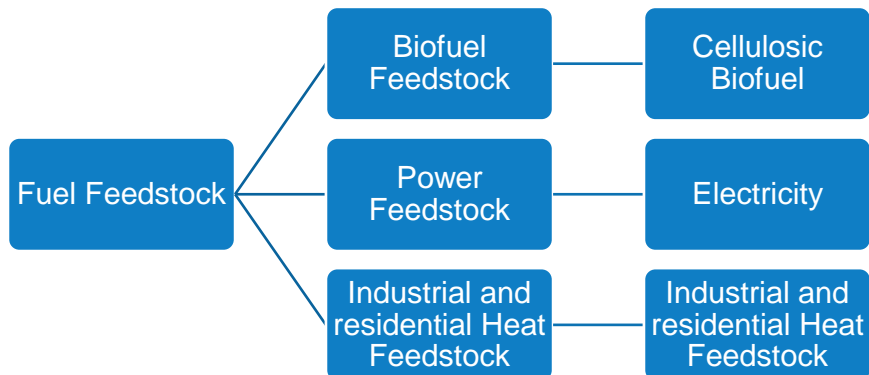 Biofuel
Feedstock
Cellulosic
Biofuel
Fuel Feedstock
Power
Feedstock
Electricity
Industrial and
residential Heat
Feedstock
Industrial and
residential Heat
Feedstock